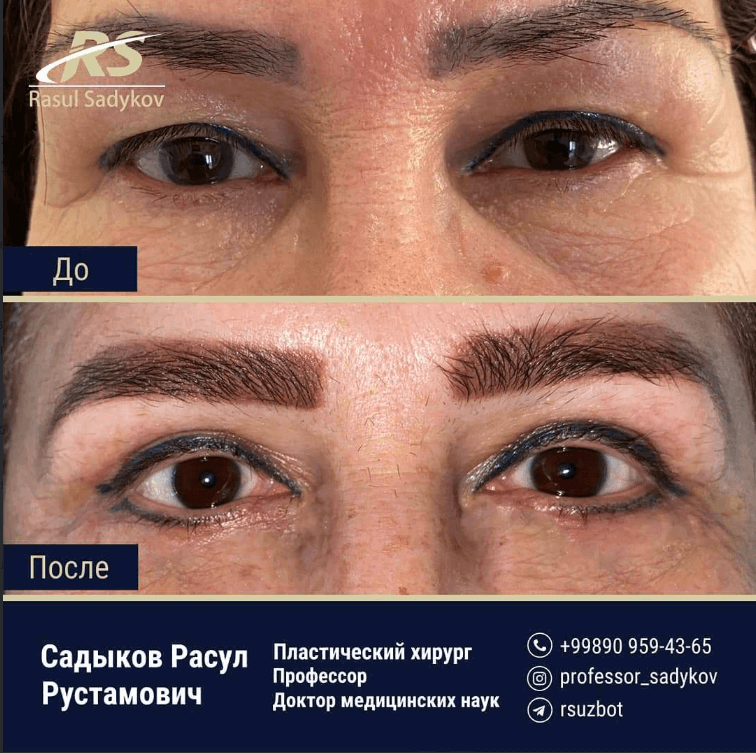 RS
Rasul Sadykov
До
После
Садыков Расул
Рустамович
Пластический хирург
Профессор
Доктор медицинских наук
+99890 959-43-65
professor_sadykov
rsuzbot